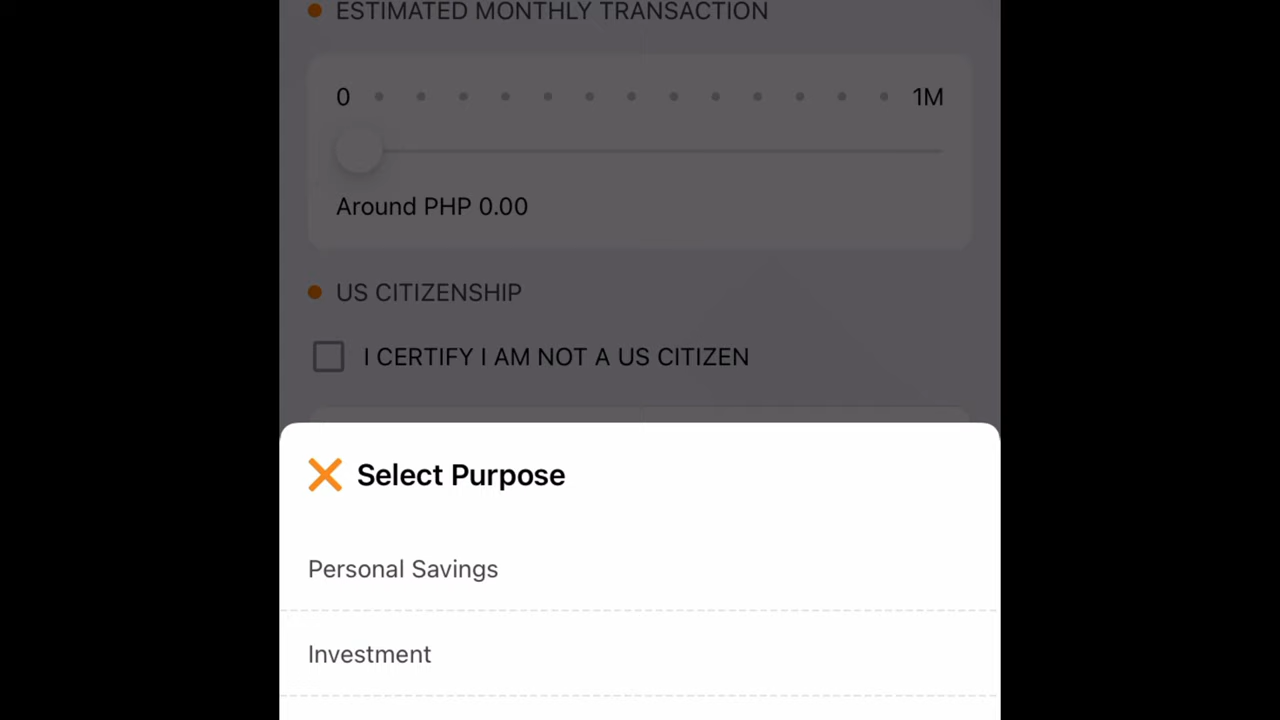 ESTIMATED MONTHLY TRANSACTION
0 1M
Around PHP 0.00
US CITIZENSHIP
I CERTIFY I AM NOT A US CITIZEN
Select Purpose
Personal Savings
Investment